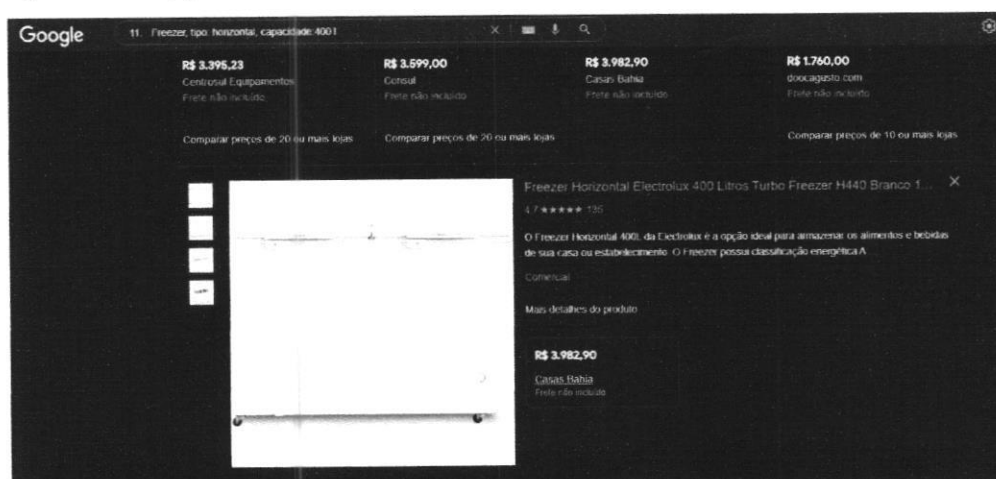 Google
11. Freezer, tipo: horizontal, capacidade 400 l
R$ 3.395,23
Centrosul Equipamentos
Frete não incluído
Comparar preços de 20 ou mais lojas
R$ 3.599,00
Consul
Frete não incluído
Comparar preços de 20 ou mais lojas
R$ 3.982,90
Casas Bahia
Frete não incluído
R$ 1.760,00
doocagusto.com
Frete não incluído
Comparar preços de 10 ou mais lojas
Freezer Horizontal Electrolux 400 Litros Turbo Freezer H440 Branco 1...
4,7 ★★★★★ 135
O Freezer Horizontal 400L da Electrolux é a opção ideal para armazenar os alimentos e bebidas
de sua casa ou estabelecimento. O Freezer possui classificação energética A...
Comercial
Mais detalhes do produto
R$ 3.982,90
Casas Bahia
Frete não incluído